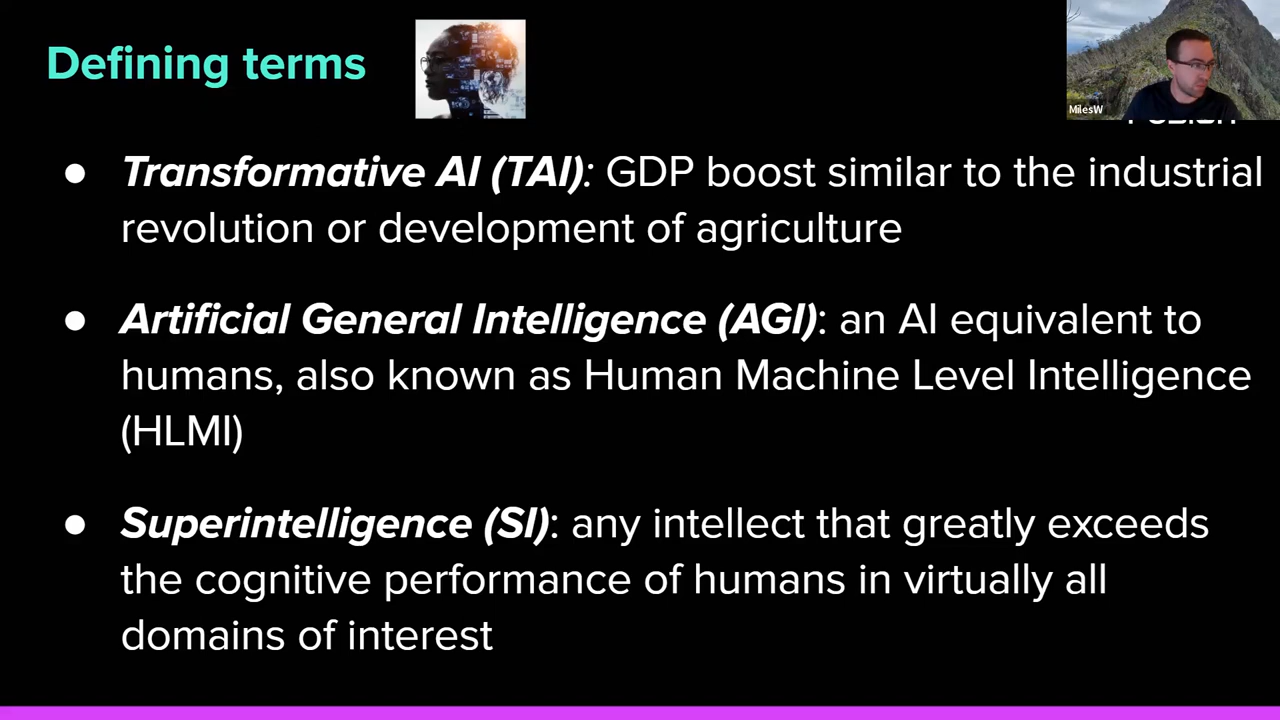 Defining terms
MilesW
● Transformative AI (TAI): GDP boost similar to the industrial
revolution or development of agriculture
● Artificial General Intelligence (AGI): an AI equivalent to
humans, also known as Human Machine Level Intelligence
(HLMI)
● Superintelligence (SI): any intellect that greatly exceeds
the cognitive performance of humans in virtually all
domains of interest